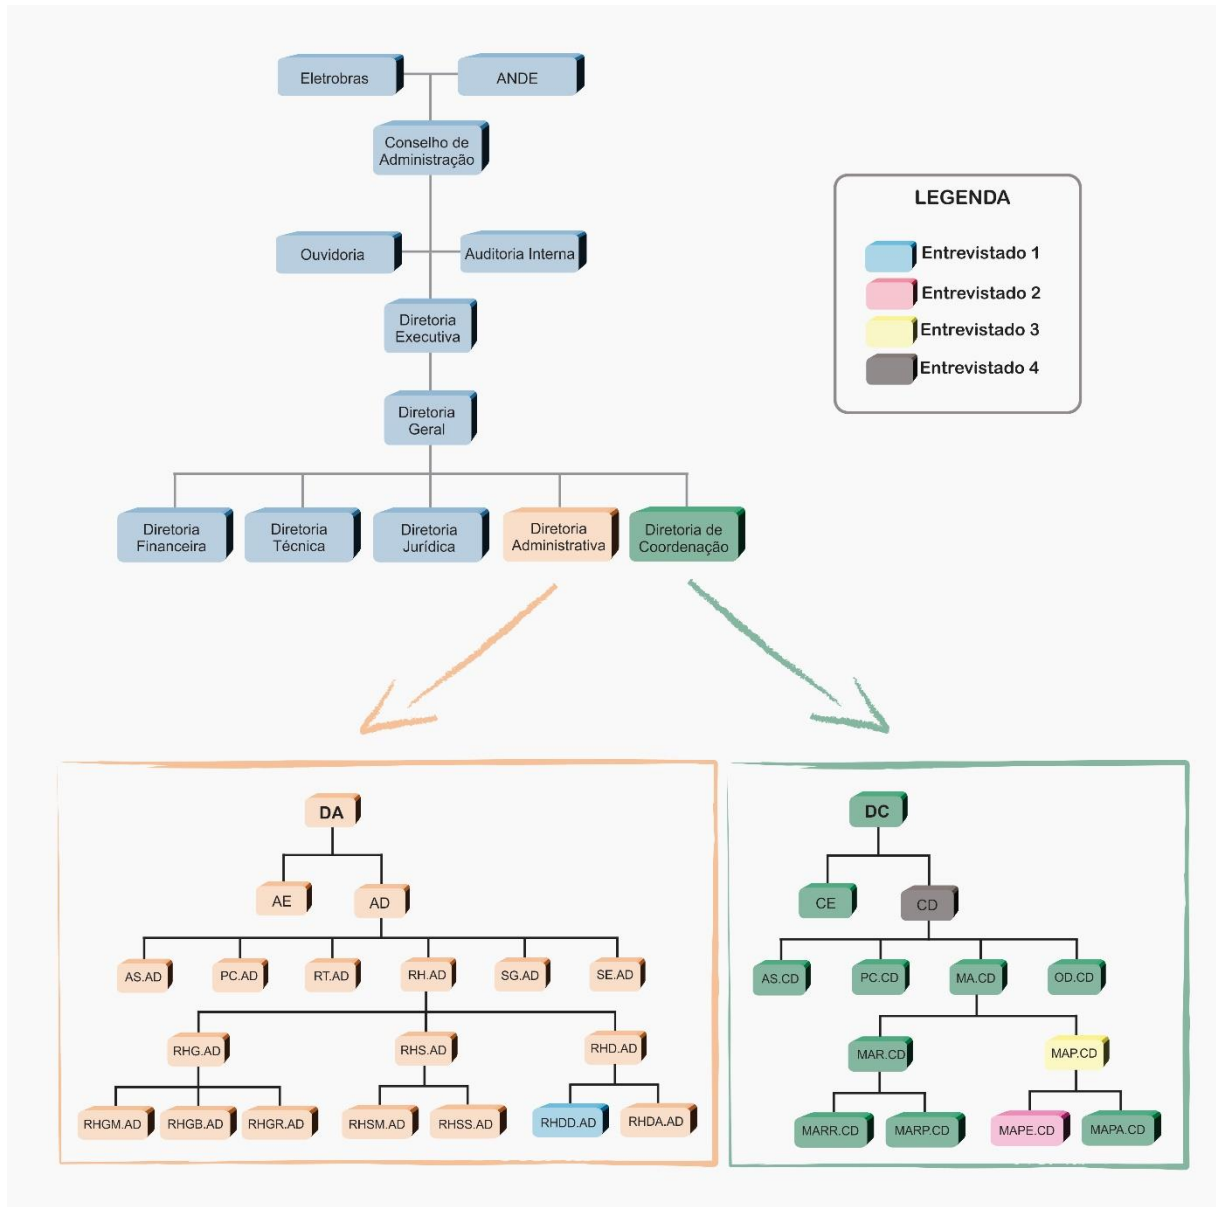 Eletrobras
ANDE
Conselho de
Administração
Ouvidoria
Auditoria Interna
Diretoria
Executiva
Diretoria
Geral
Diretoria
Financeira
Diretoria
Técnica
Diretoria
Jurídica
Diretoria
Administrativa
Diretoria de
Coordenação
LEGENDA
Entrevistado 1
Entrevistado 2
Entrevistado 3
Entrevistado 4
DA
AE
AD
AS.AD
PC.AD
RT.AD
RH.AD
SG.AD
SE.AD
RHG.AD
RHS.AD
RHD.AD
RHGM.AD
RHGB.AD
RHGR.AD
RHSM.AD
RHSS.AD
RHDD.AD
RHDA.AD
DC
CE
CD
AS.CD
PC.CD
MA.CD
OD.CD
MAR.CD
MAP.CD
MARR.CD
MARP.CD
MAPE.CD
MAPA.CD